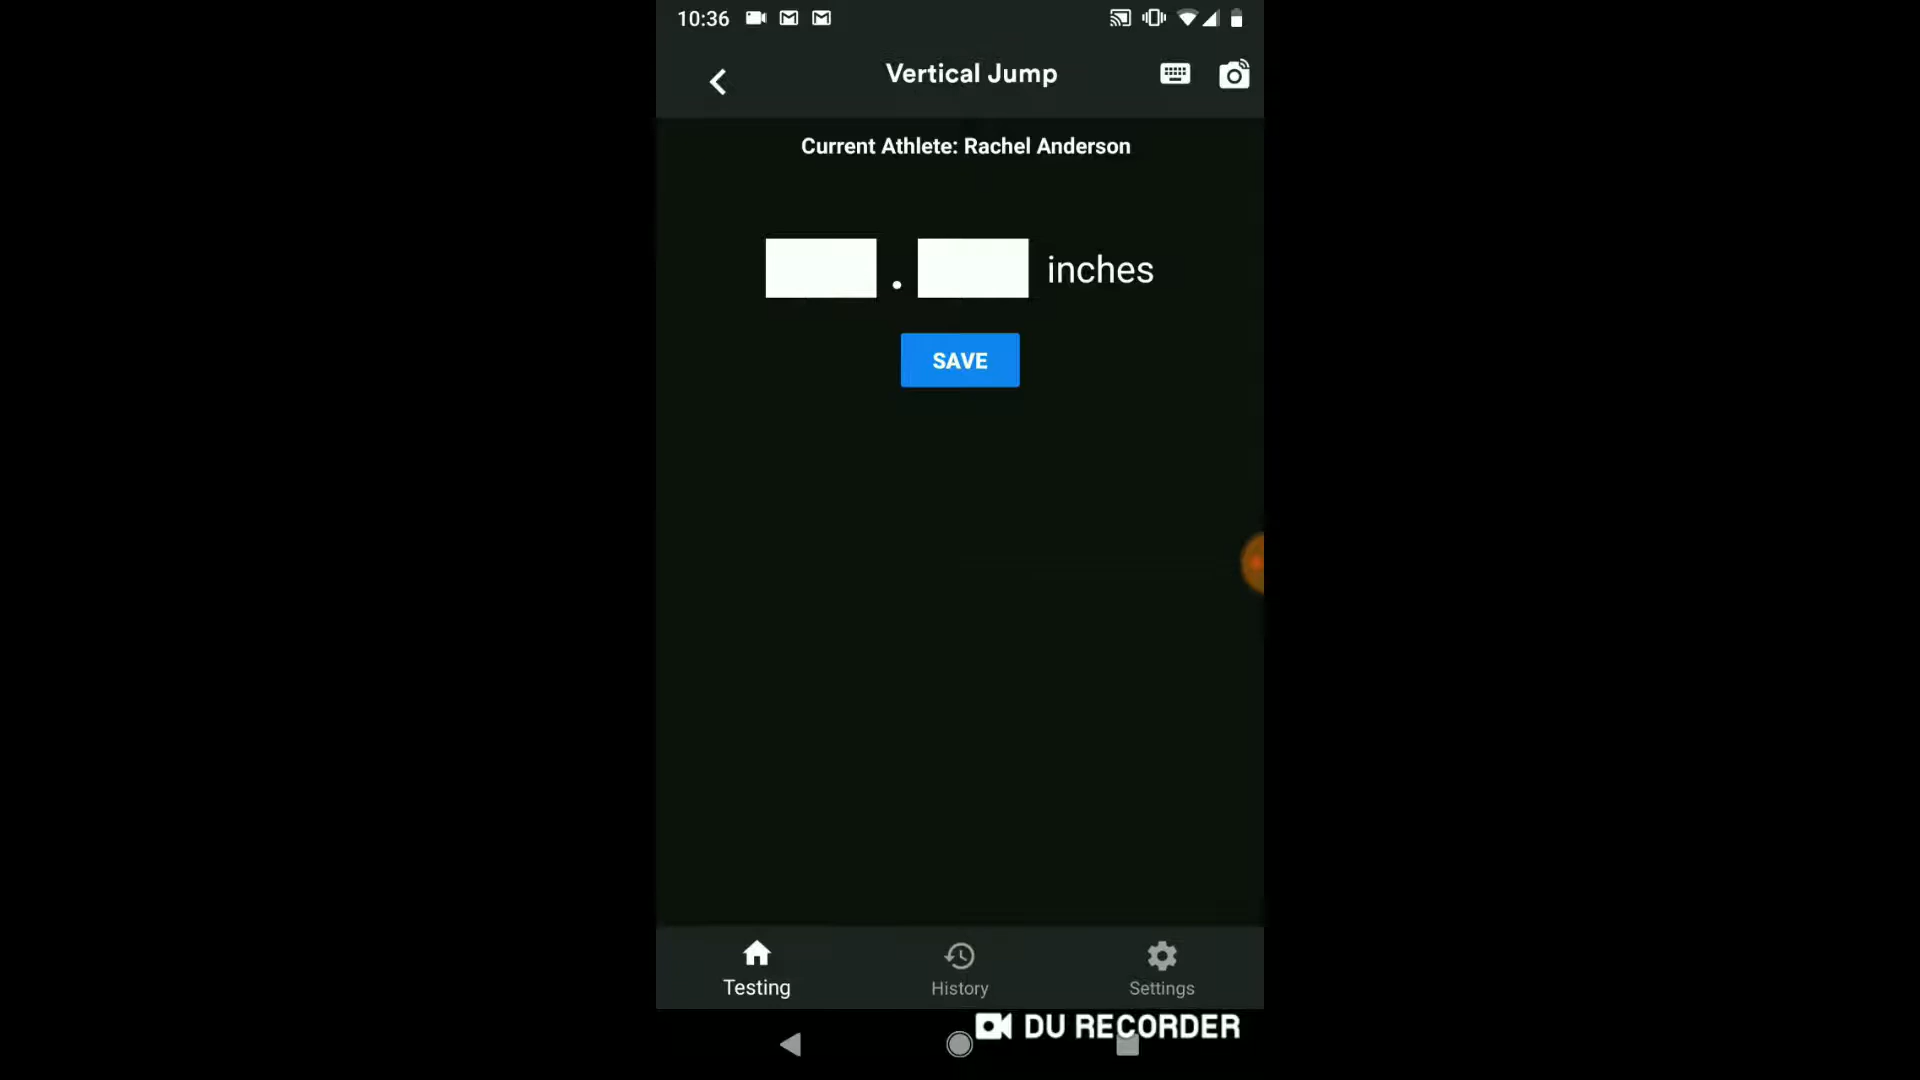 10:36
Vertical Jump
Current Athlete: Rachel Anderson
. inches
SAVE
Testing
History
Settings
DU RECORDER